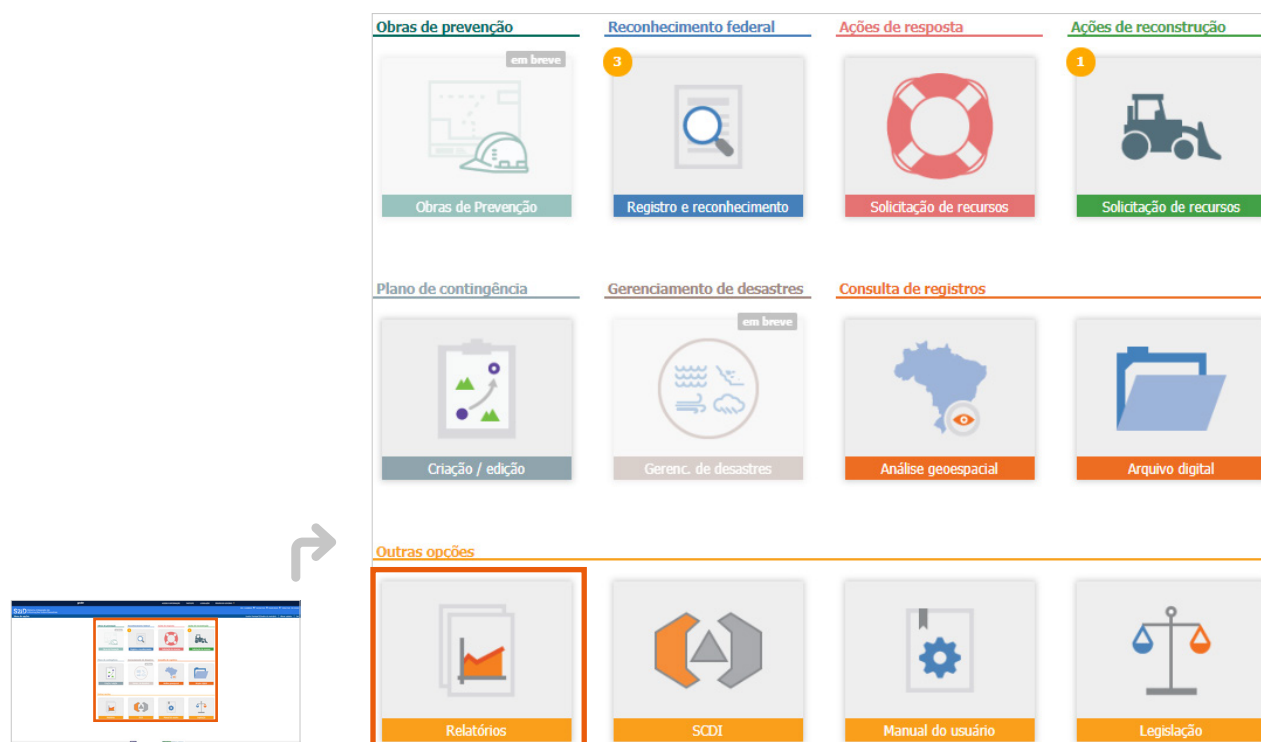 Obras de prevenção
Reconhecimento federal
Ações de resposta
Ações de reconstrução
em breve
3
1
Obras de Prevenção
Registro e reconhecimento
Solicitação de recursos
Solicitação de recursos
Plano de contingência
Gerenciamento de desastres
Consulta de registros
em breve
Criação / edição
Gerenc. de desastres
Análise geoespacial
Arquivo digital
Outras opções
Relatórios
SCDI
Manual do usuário
Legislação
S2iD